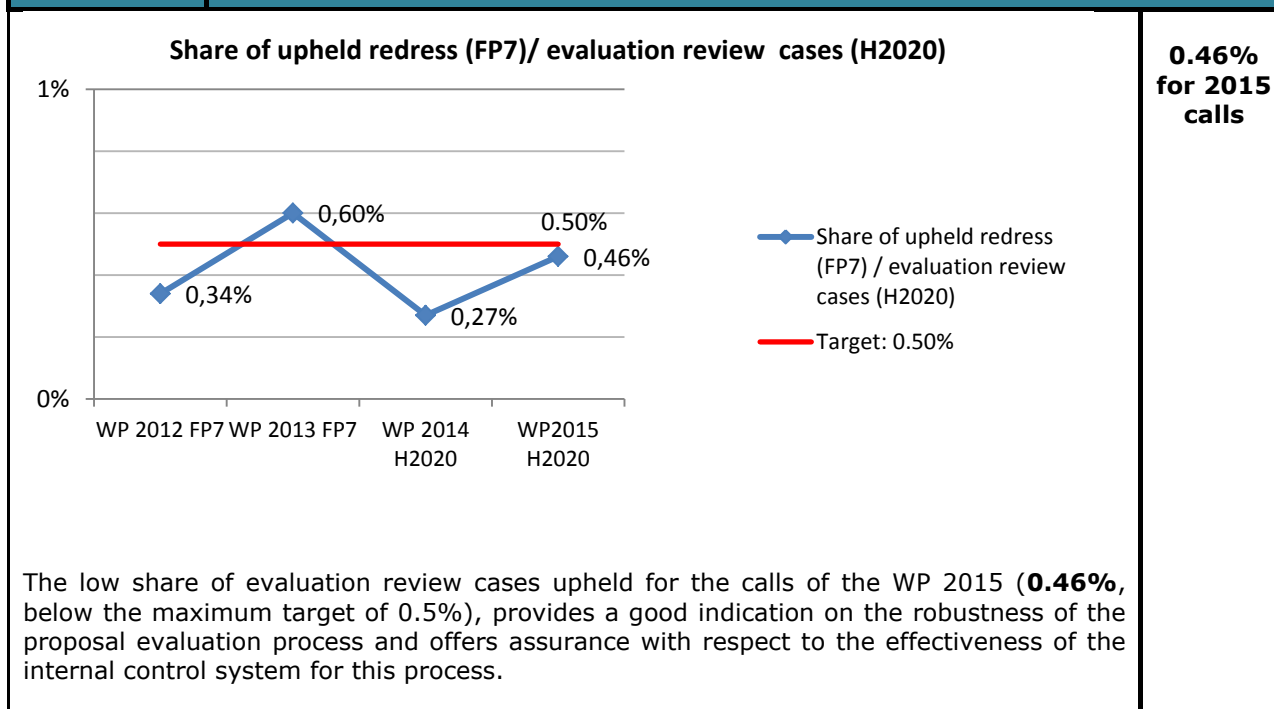 Share of upheld redress (FP7)/ evaluation review cases (H2020)
1%
0,60%
0.50%
0,46%
0,34%
0,27%
0%
WP 2012 FP7 WP 2013 FP7 WP 2014 WP2015
H2020 H2020
Share of upheld redress
(FP7) / evaluation review
cases (H2020)
Target: 0.50%
0.46%
for 2015
calls
The low share of evaluation review cases upheld for the calls of the WP 2015 (0.46%,
below the maximum target of 0.5%), provides a good indication on the robustness of the
proposal evaluation process and offers assurance with respect to the effectiveness of the
internal control system for this process.